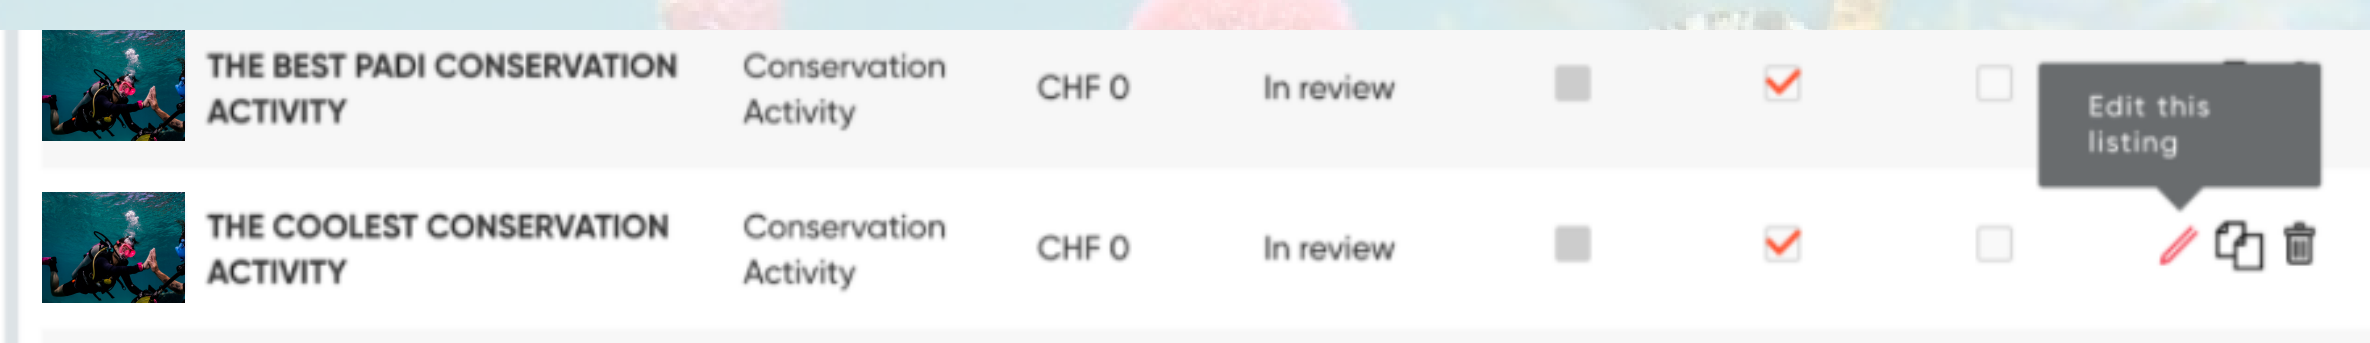 THE BEST PADI CONSERVATION
ACTIVITY
Conservation
Activity
CHF 0
In review
Edit this
listing
THE COOLEST CONSERVATION
ACTIVITY
Conservation
Activity
CHF 0
In review